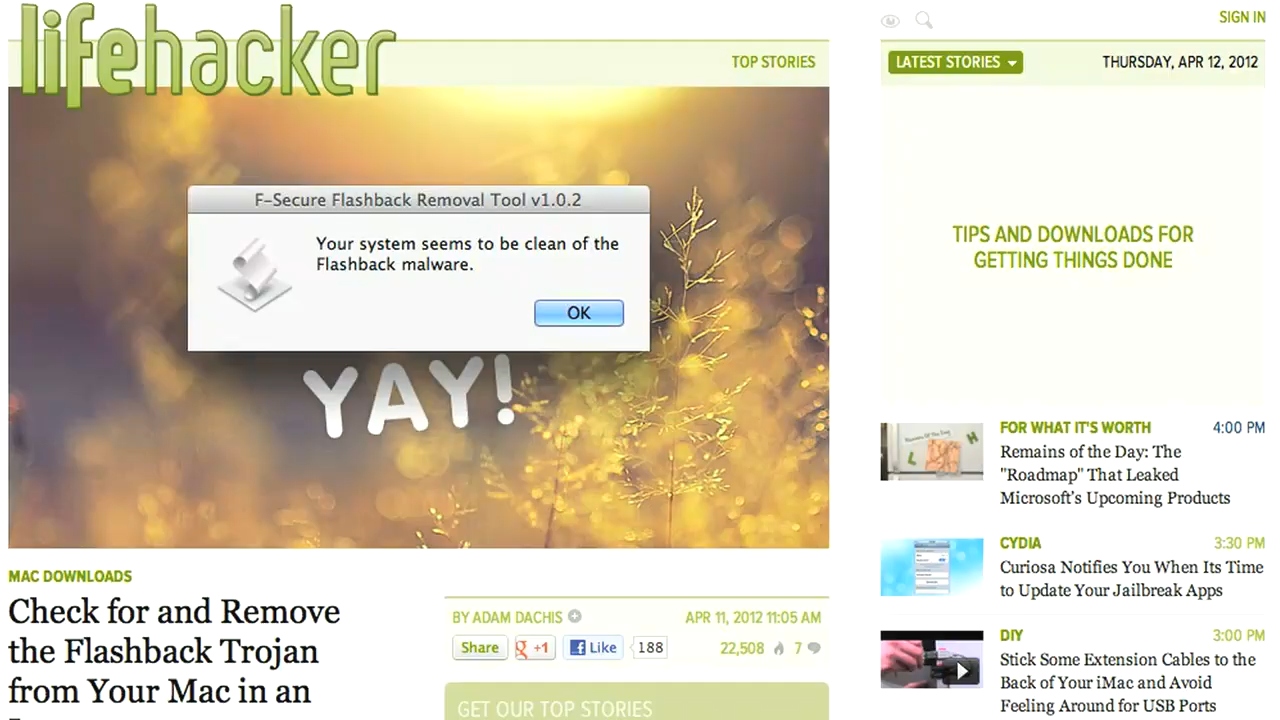 lifehacker
TOP STORIES
F-Secure Flashback Removal Tool v1.0.2
Your system seems to be clean of the
Flashback malware.
OK
YAY!
MAC DOWNLOADS
Check for and Remove
the Flashback Trojan
from Your Mac in an
BY ADAM DACHIS
APR 11, 2012 11:05 AM
Share
g +1
Like
188
22,508
7
GET OUR TOP STORIES
SIGN IN
LATEST STORIES
THURSDAY, APR 12, 2012
TIPS AND DOWNLOADS FOR
GETTING THINGS DONE
FOR WHAT IT'S WORTH
4:00 PM
Remains of the Day: The
"Roadmap" That Leaked
Microsoft's Upcoming Products
CYDIA
3:30 PM
Curiosa Notifies You When Its Time
to Update Your Jailbreak Apps
DIY
3:00 PM
Stick Some Extension Cables to the
Back of Your iMac and Avoid
Feeling Around for USB Ports